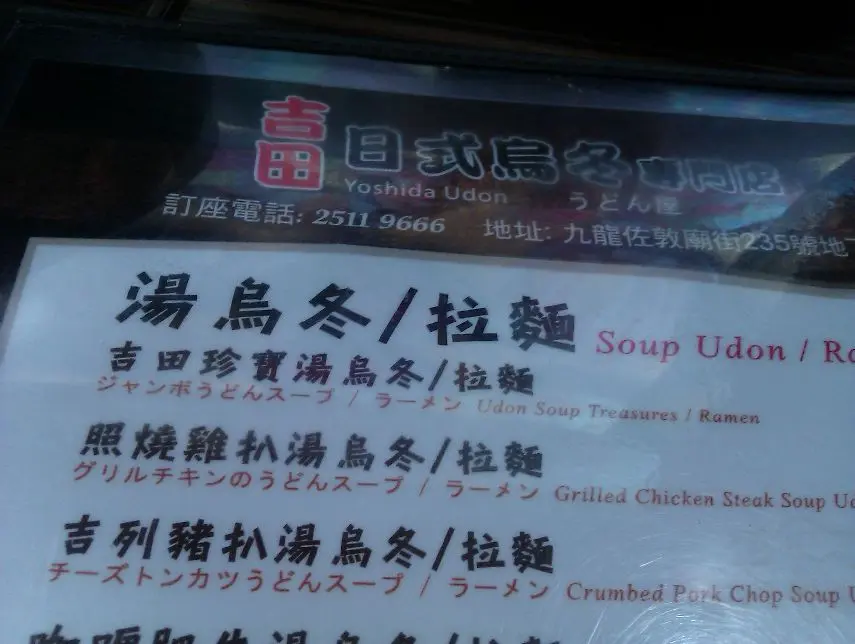 吉田 日式烏冬專門店
Yoshida Udon うどん屋
訂座電話: 2511 9666 地址: 九龍佐敦廟街235號地
湯烏冬/拉麵 Soup Udon /
吉田珍寶湯烏冬/拉麵
ジャンボうどんスープ / ラーメン Udon Soup Treasures / Ramen
照燒雞扒湯烏冬/拉麵
グリルチキンのうどんスープ / ラーメン Grilled Chicken Steak Soup
吉列豬扒湯烏冬/拉麵
チーズトンカツうどんスープ / ラーメン Crumbed Pork Chop Soup